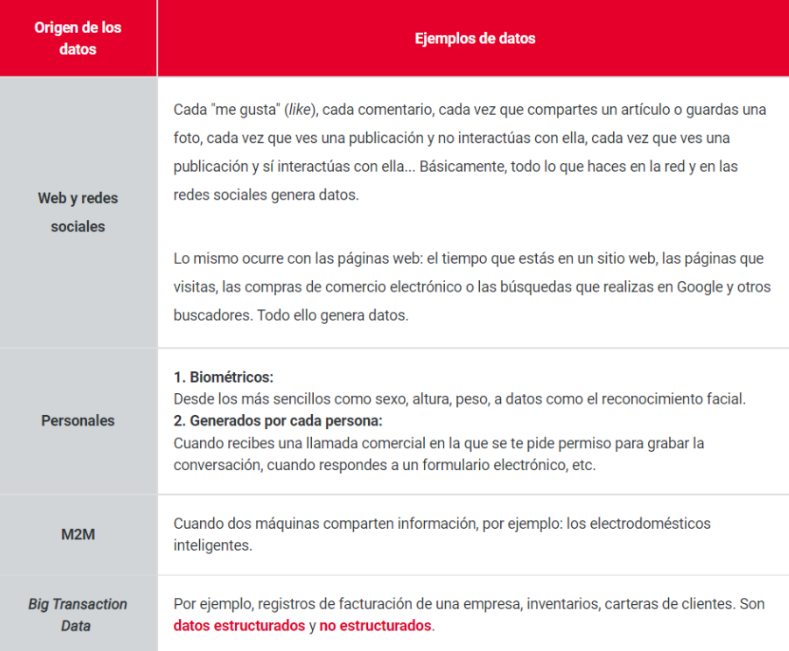 Origen de los
datos
Ejemplos de datos
Web y redes
sociales
Cada "me gusta" (like), cada comentario, cada vez que compartes un artículo o guardas una
foto, cada vez que ves una publicación y no interactúas con ella, cada vez que ves una
publicación y sí interactúas con ella... Básicamente, todo lo que haces en la red y en las
redes sociales genera datos.
Lo mismo ocurre con las páginas web: el tiempo que estás en un sitio web, las páginas que
visitas, las compras de comercio electrónico o las búsquedas que realizas en Google y otros
buscadores. Todo ello genera datos.
Personales
1. Biométricos:
Desde los más sencillos como sexo, altura, peso, a datos como el reconocimiento facial.
2. Generados por cada persona:
Cuando recibes una llamada comercial en la que se te pide permiso para grabar la
conversación, cuando respondes a un formulario electrónico, etc.
M2M
Cuando dos máquinas comparten información, por ejemplo: los electrodomésticos
inteligentes.
Big Transaction
Data
Por ejemplo, registros de facturación de una empresa, inventarios, carteras de clientes. Son
datos estructurados y no estructurados.